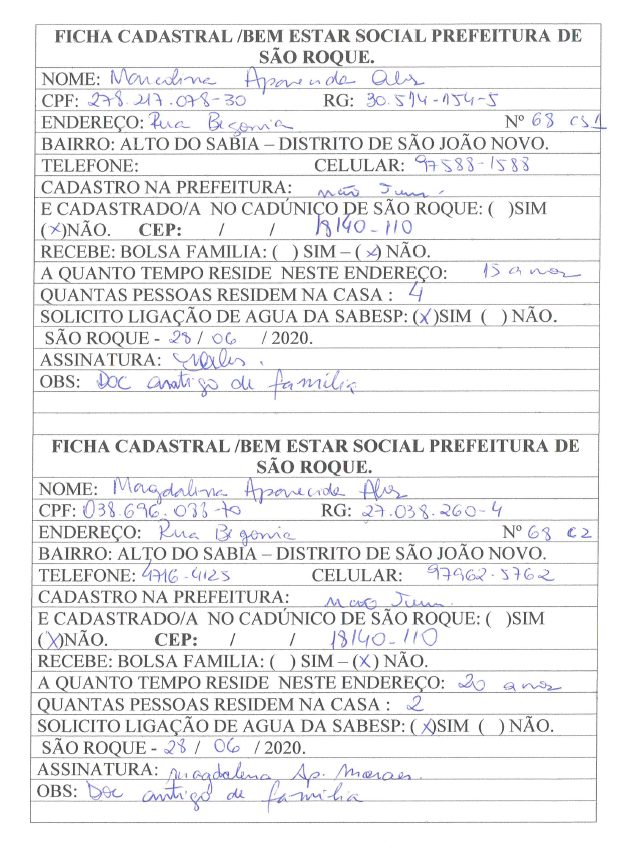 FICHA CADASTRAL /BEM ESTAR SOCIAL PREFEITURA DE
SÃO ROQUE.
NOME: Marcolina Aparecida Alves
CPF: 278.217.078-30 RG: 30.514-154-5
ENDEREÇO: Rua Begonia Nº 68 cs1
BAIRRO: ALTO DO SABIA – DISTRITO DE SÃO JOÃO NOVO.
TELEFONE: CELULAR: 97588-1588
CADASTRO NA PREFEITURA: não
E CADASTRADO/A NO CADÚNICO DE SÃO ROQUE: ( )SIM
(x)NÃO. CEP: / / 18140-110
RECEBE: BOLSA FAMILIA: ( ) SIM – (x) NÃO.
A QUANTO TEMPO RESIDE NESTE ENDEREÇO: 15 anos
QUANTAS PESSOAS RESIDEM NA CASA : 4
SOLICITO LIGAÇÃO DE AGUA DA SABESP: (X)SIM ( ) NÃO.
SÃO ROQUE - 28 / 06 / 2020.
ASSINATURA:
OBS: Doc antigo de família
FICHA CADASTRAL /BEM ESTAR SOCIAL PREFEITURA DE
SÃO ROQUE.
NOME: Magdalina Aparecida Alves
CPF: 038.696.038-70 RG: 27.038.260-4
ENDEREÇO: Rua Begonia Nº 68 c2
BAIRRO: ALTO DO SABIA – DISTRITO DE SÃO JOÃO NOVO.
TELEFONE: 4716-4125 CELULAR: 97962-5762
CADASTRO NA PREFEITURA: não
E CADASTRADO/A NO CADÚNICO DE SÃO ROQUE: ( )SIM
(X)NÃO. CEP: / / 18140-110
RECEBE: BOLSA FAMILIA: ( ) SIM – (X) NÃO.
A QUANTO TEMPO RESIDE NESTE ENDEREÇO: 20 anos
QUANTAS PESSOAS RESIDEM NA CASA : 2
SOLICITO LIGAÇÃO DE AGUA DA SABESP: (X)SIM ( ) NÃO.
SÃO ROQUE - 28 / 06 / 2020.
ASSINATURA: Magdalena Ap. Moraes.
OBS: Doc antigo de família